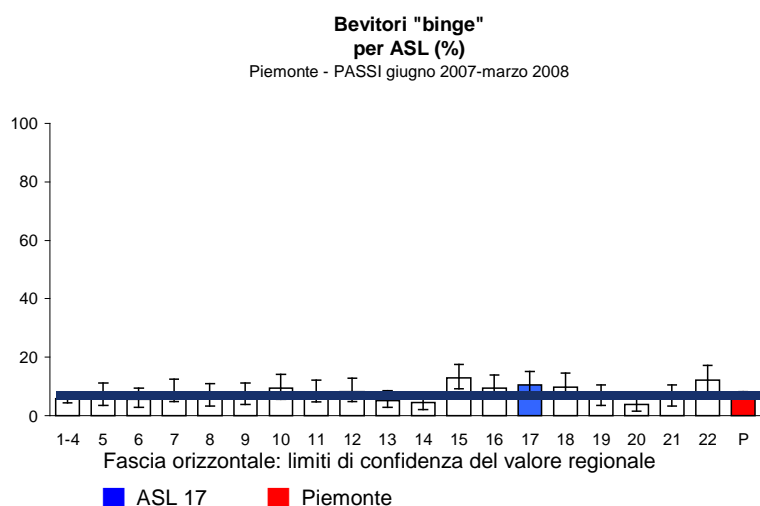 Bevitori "binge"
per ASL (%)
Piemonte - PASSI giugno 2007-marzo 2008
100
80
60
40
20
0
1-4 5 6 7 8 9 10 11 12 13 14 15 16 17 18 19 20 21 22 P
Fascia orizzontale: limiti di confidenza del valore regionale
ASL 17 Piemonte